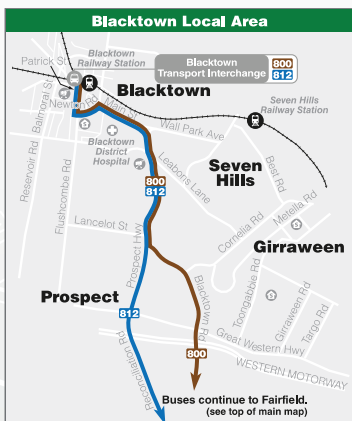 Blacktown Local Area
Patrick St
Blacktown
Railway Station
Blacktown
Transport Interchange
800
812
Blacktown
Newton Rd
Main St
Balmoral St
Seven Hills
Railway Station
Wall Park Ave
Blacktown
District
Hospital
Leabons Lane
Seven
Hills
Best Rd
Reservoir Rd
Flushcombe Rd
800
812
Lancelot St
Prospect Hwy
Cornelia Rd
Metella Rd
Girraween
Prospect
Blacktown Rd
Toongabbie Rd
Girraween Rd
Targo Rd
812
Great Western Hwy
800
WESTERN MOTORWAY
Reconciliation Rd
Buses continue to Fairfield.
(see top of main map)